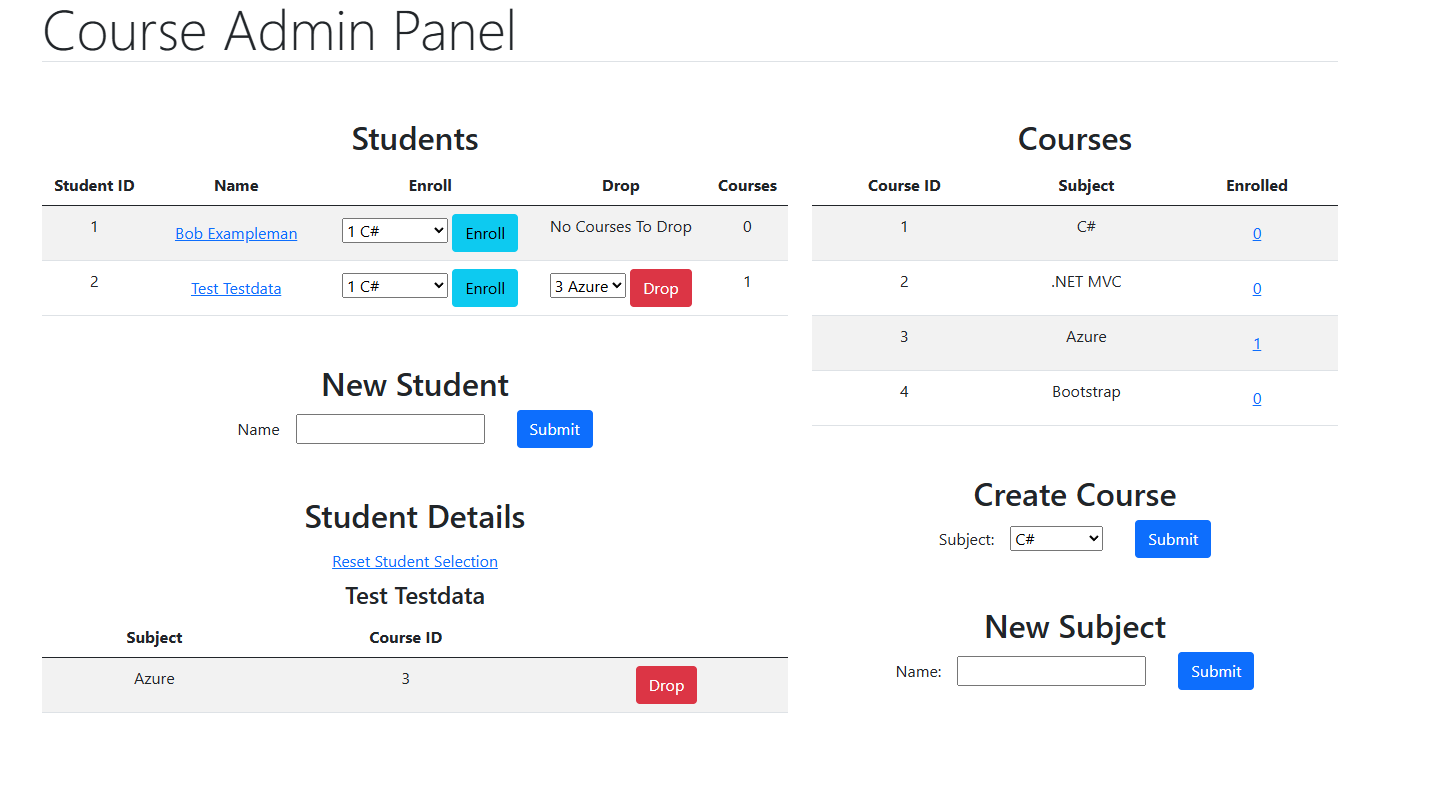 Course Admin Panel
Students
Student ID Name Enroll Drop Courses
1 Bob Exampleman 1 C# Enroll No Courses To Drop 0
2 Test Testdata 1 C# Enroll 3 Azure Drop 1
New Student
Name Submit
Student Details
Reset Student Selection
Test Testdata
Subject Course ID
Azure 3 Drop
Courses
Course ID Subject Enrolled
1 C# 0
2 .NET MVC 0
3 Azure 1
4 Bootstrap 0
Create Course
Subject: C# Submit
New Subject
Name: Submit